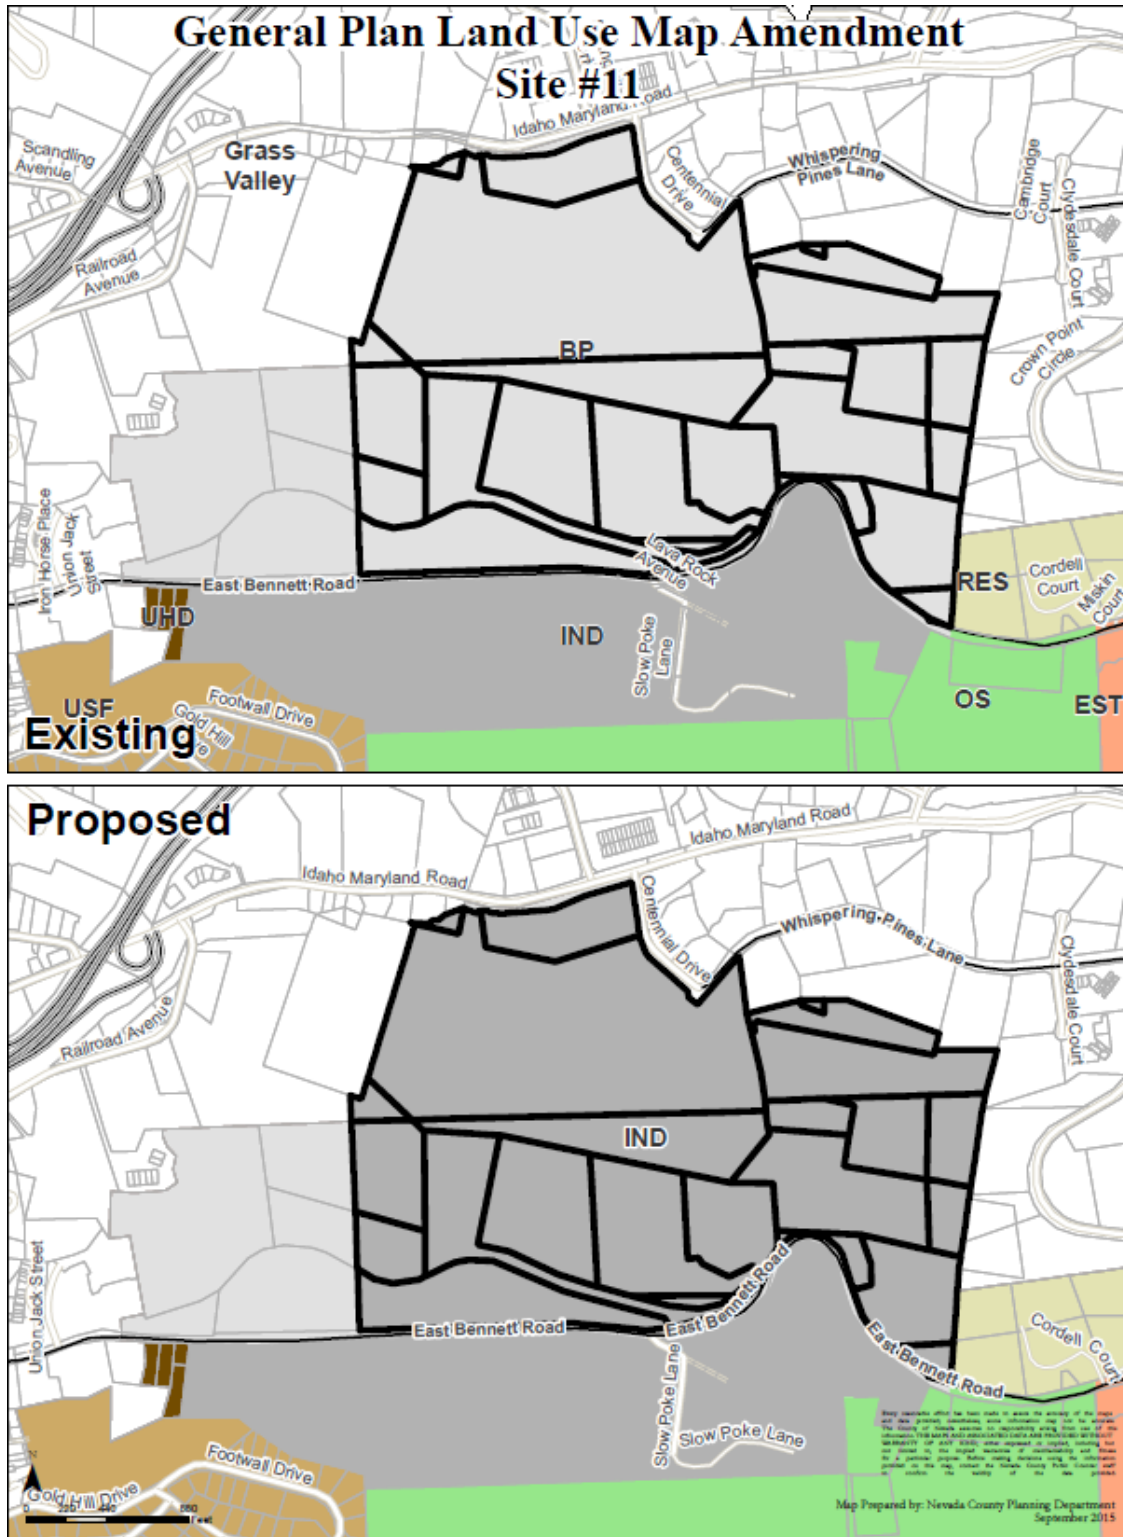 General Plan Land Use Map Amendment
Site #11
Idaho Maryland Road
Scandling
Avenue
Grass
Valley
Centennial
Drive
Whispering
Pines Lane
Cambridge
Court
Clydesdale Court
Railroad
Avenue
Crown Point
Circle
BP
Iron Horse Place
Union Jack
Street
East Bennett Road
Lava Rock
Avenue
UHD
IND
Slow Poke
Lane
RES
Cordell
Court
Miskin
Court
USF
Footwall Drive
Gold Hill
OS
EST
Existing
Proposed
Idaho Maryland Road
Idaho Maryland Road
Centennial Drive
Whispering Pines Lane
Clydesdale Court
Railroad Avenue
IND
Union Jack Street
East Bennett Road
East Bennett Road
East Bennett Road
Cordell Court
Slow Poke Lane
Slow Poke Lane
Footwall Drive
Gold Hill Drive
N
0 220 440 880
Feet
Map Prepared by: Nevada County Planning Department
September 2015